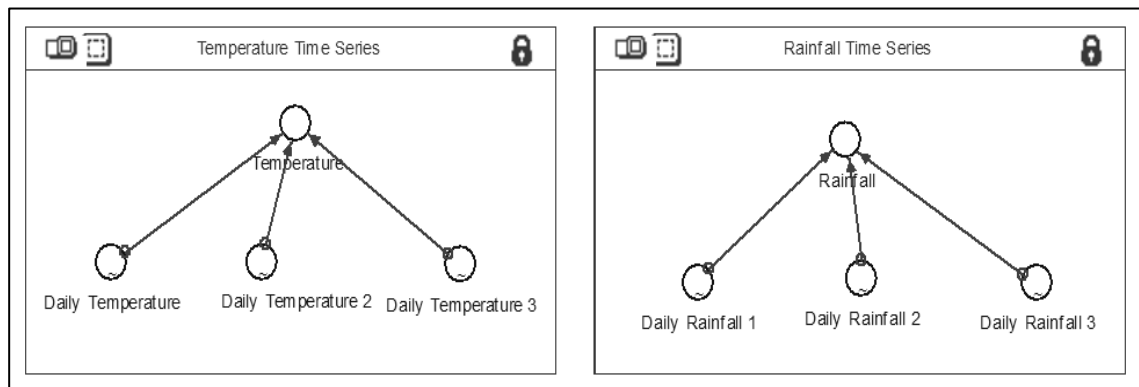 Temperature Time Series
Temperature
Daily Temperature
Daily Temperature 2
Daily Temperature 3
Rainfall Time Series
Rainfall
Daily Rainfall 1
Daily Rainfall 2
Daily Rainfall 3